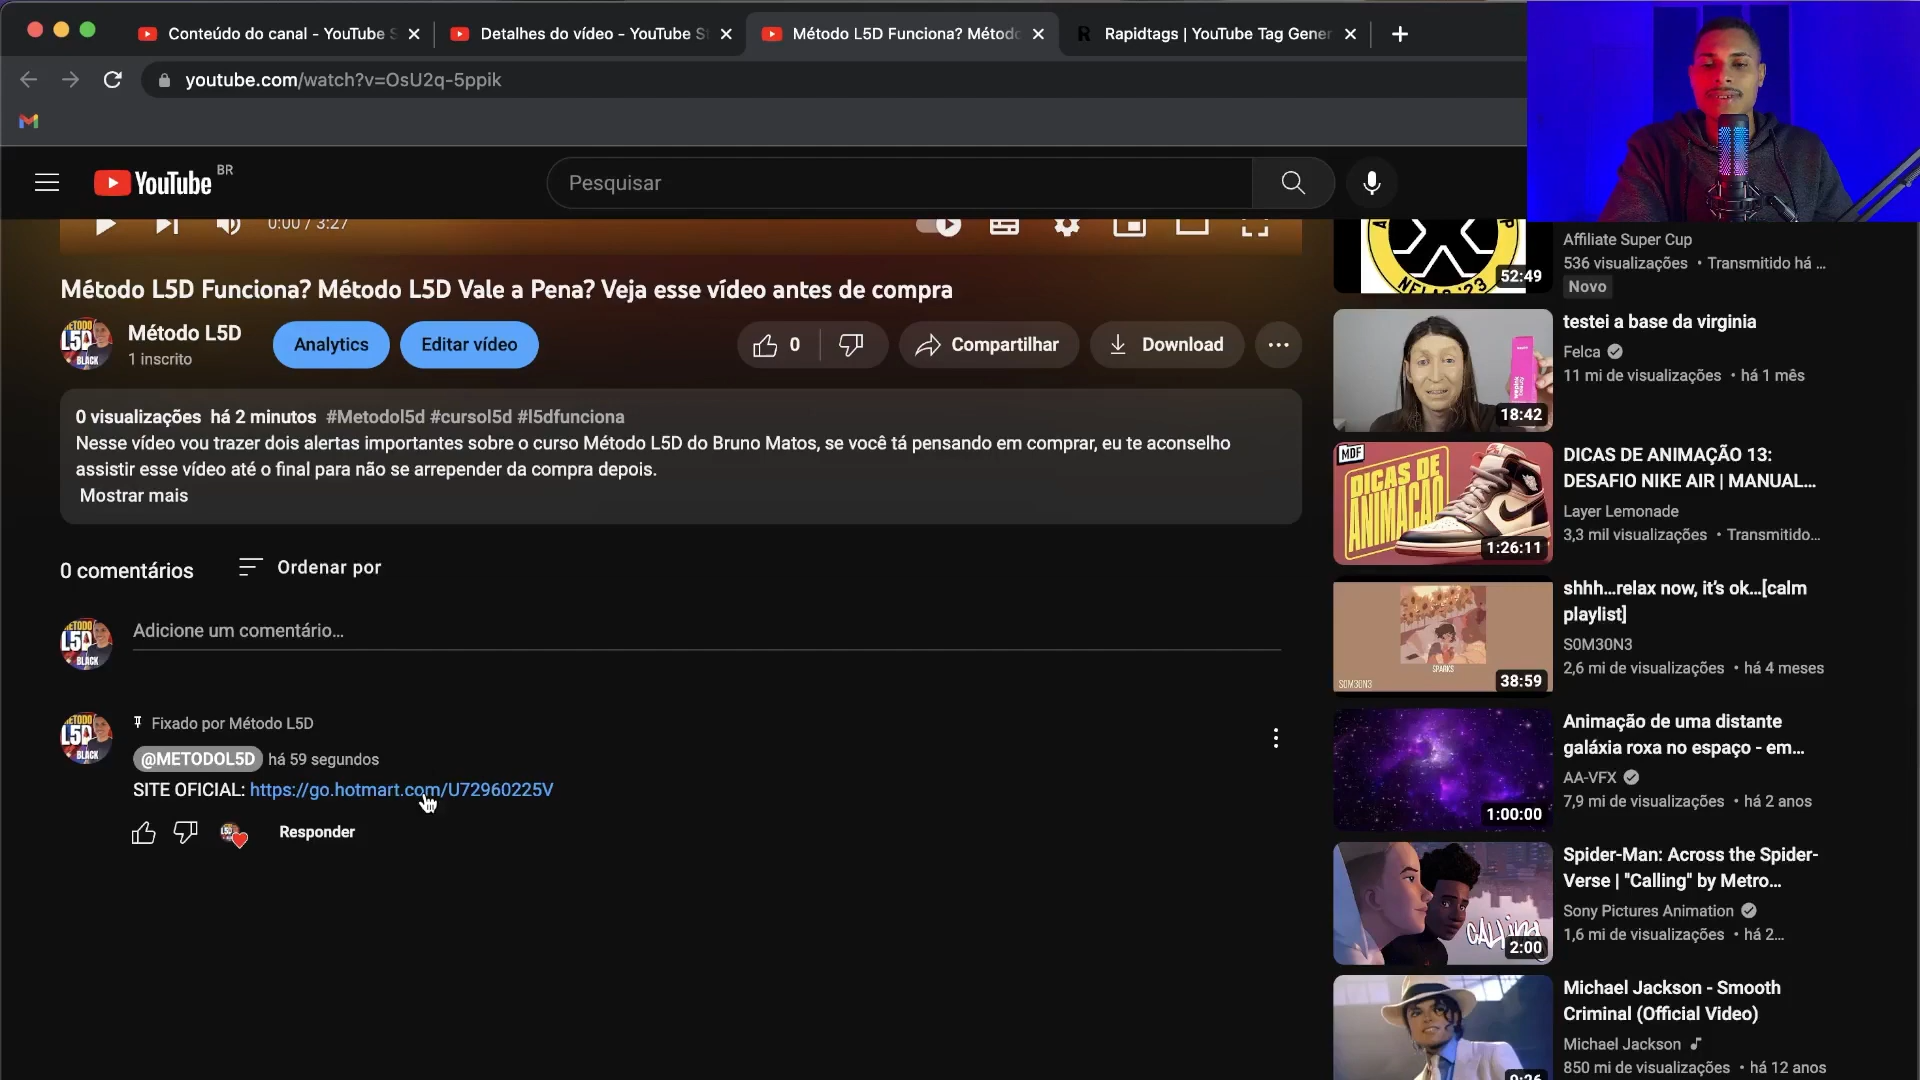 Conteúdo do canal - YouTube S
Detalhes do vídeo - YouTube St
Método L5D Funciona? Método
Rapidtags | YouTube Tag Gener
youtube.com/watch?v=OsU2q-5ppik
YouTube BR
Pesquisar
0:00 / 3:27
Método L5D Funciona? Método L5D Vale a Pena? Veja esse vídeo antes de compra
Método L5D
1 inscrito
Analytics
Editar vídeo
0
Compartilhar
Download
0 visualizações há 2 minutos #Metodol5d #cursol5d #l5dfunciona
Nesse vídeo vou trazer dois alertas importantes sobre o curso Método L5D do Bruno Matos, se você tá pensando em comprar, eu te aconselho
assistir esse vídeo até o final para não se arrepender da compra depois.
Mostrar mais
0 comentários
Ordenar por
Adicione um comentário...
Fixado por Método L5D
@METODOL5D há 59 segundos
SITE OFICIAL: https://go.hotmart.com/U72960225V
Responder
52:49
Affiliate Super Cup
536 visualizações • Transmitido há ...
Novo
18:42
testei a base da virginia
Felca
11 mi de visualizações • há 1 mês
MDF
DICAS DE
ANIMAÇÃO
1:26:11
DICAS DE ANIMAÇÃO 13:
DESAFIO NIKE AIR | MANUAL...
Layer Lemonade
3,3 mil visualizações • Transmitido...
SPARKS
S0M30N3
38:59
shhh...relax now, it's ok...[calm
playlist]
S0M30N3
2,6 mi de visualizações • há 4 meses
1:00:00
Animação de uma distante
galáxia roxa no espaço - em...
AA-VFX
7,9 mi de visualizações • há 2 anos
CALLING
2:00
Spider-Man: Across the Spider-
Verse | "Calling" by Metro...
Sony Pictures Animation
1,6 mi de visualizações • há 2...
9:26
Michael Jackson - Smooth
Criminal (Official Video)
Michael Jackson
850 mi de visualizações • há 12 anos